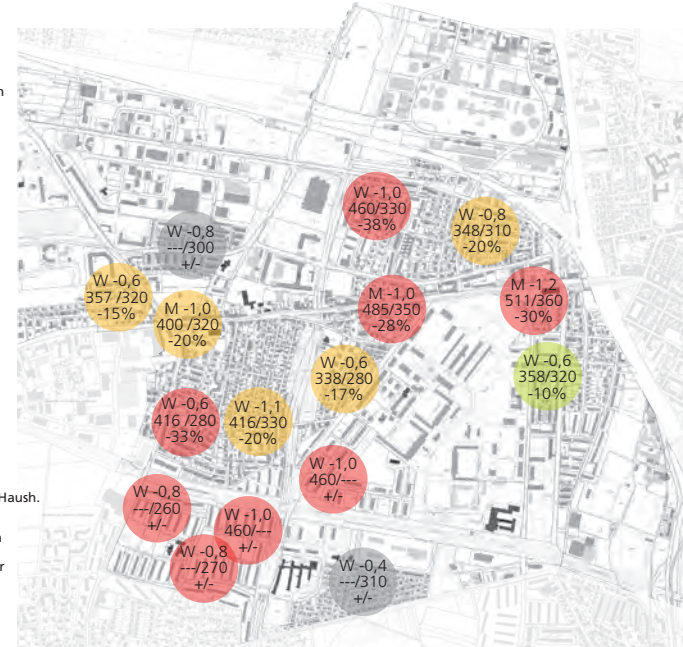 n
W -1,0
460/330
-38%
W -0,8
348/310
-20%
W -0,8
---/300
+/-
W -0,6
357 /320
-15%
M -1,0
400 /320
-20%
M -1,0
485/350
-28%
M -1,2
511/360
-30%
W -0,6
338/280
-17%
W -0,6
358/320
-10%
W -0,6
416 /280
-33%
W -1,1
416/330
-20%
W -1,0
460/---
+/-
Haush.
W -0,8
---/260
+/-
W -1,0
460/---
+/-
n
W -0,8
---/270
+/-
r
W -0,4
---/310
+/-